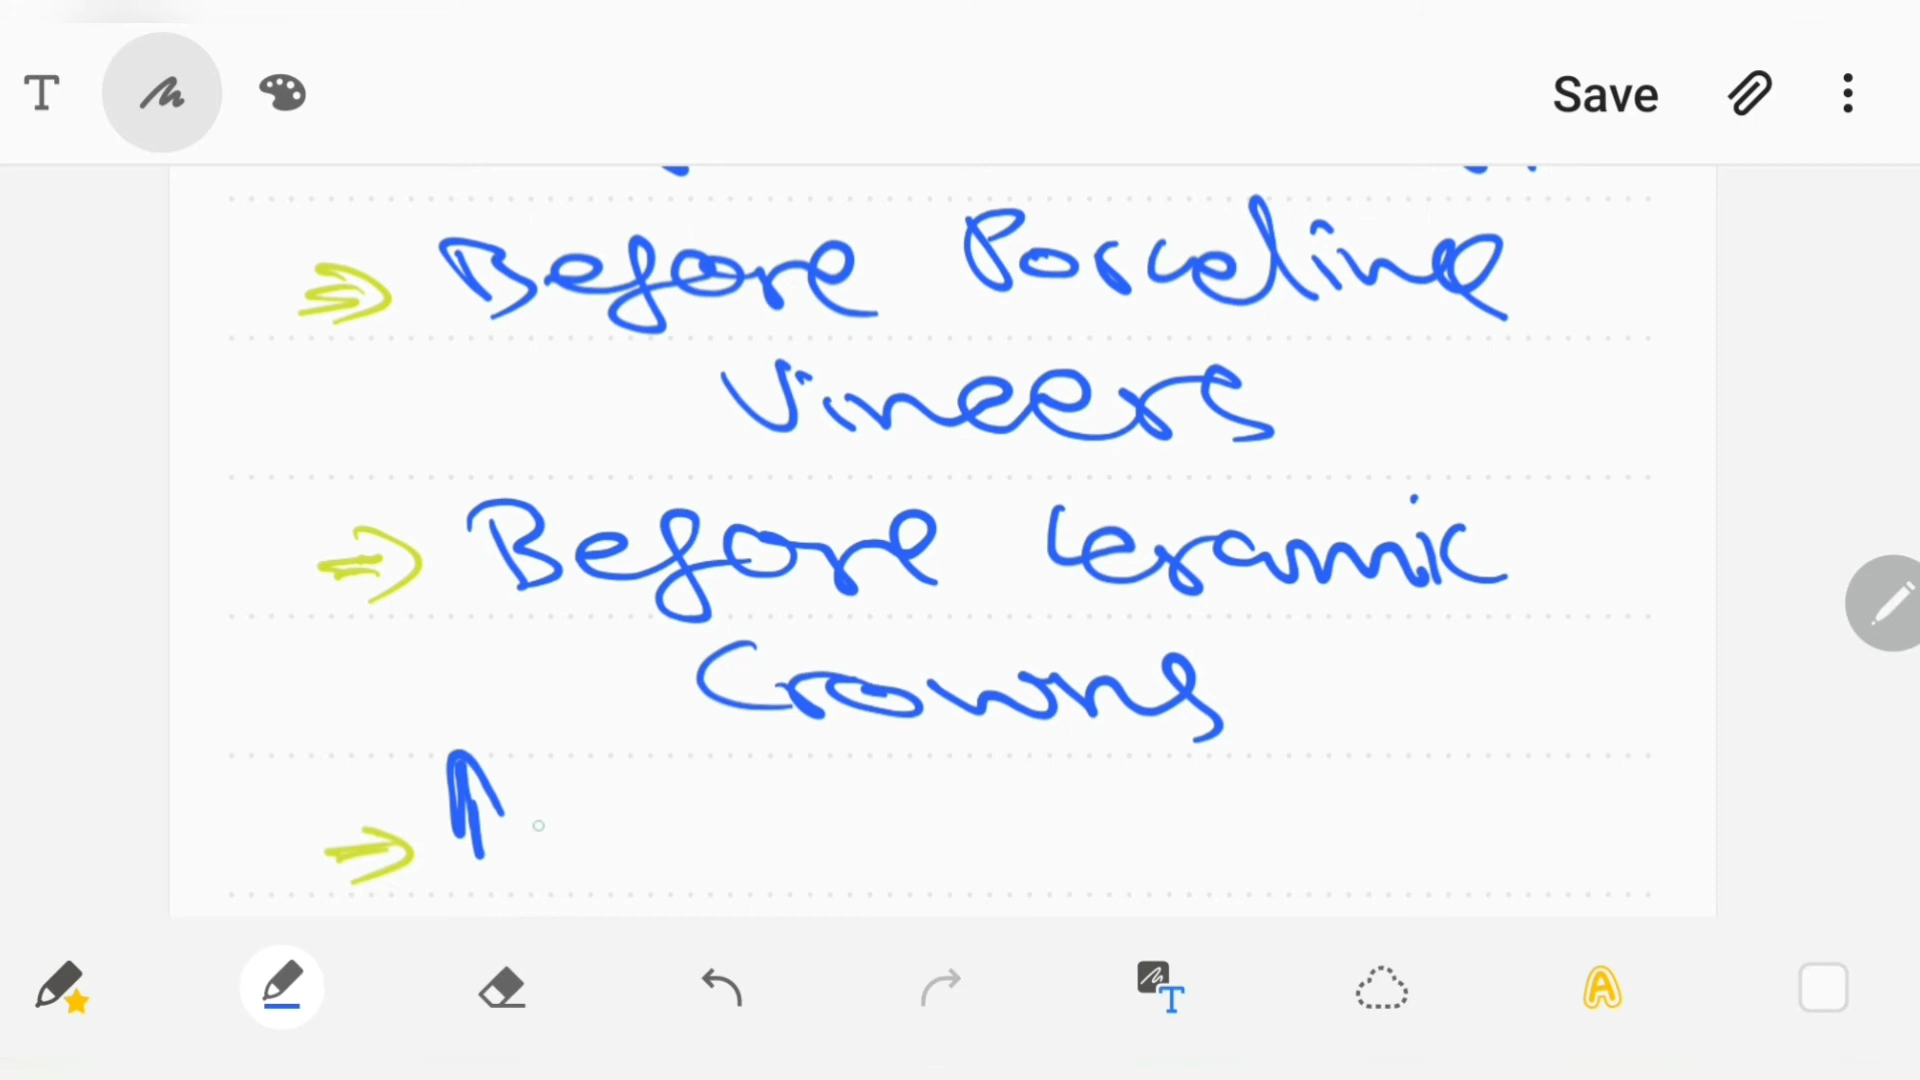 T
Save
⇒ Before Porceline
Vineers
⇒ Before Ceramic
Crowns
⇒ ↑